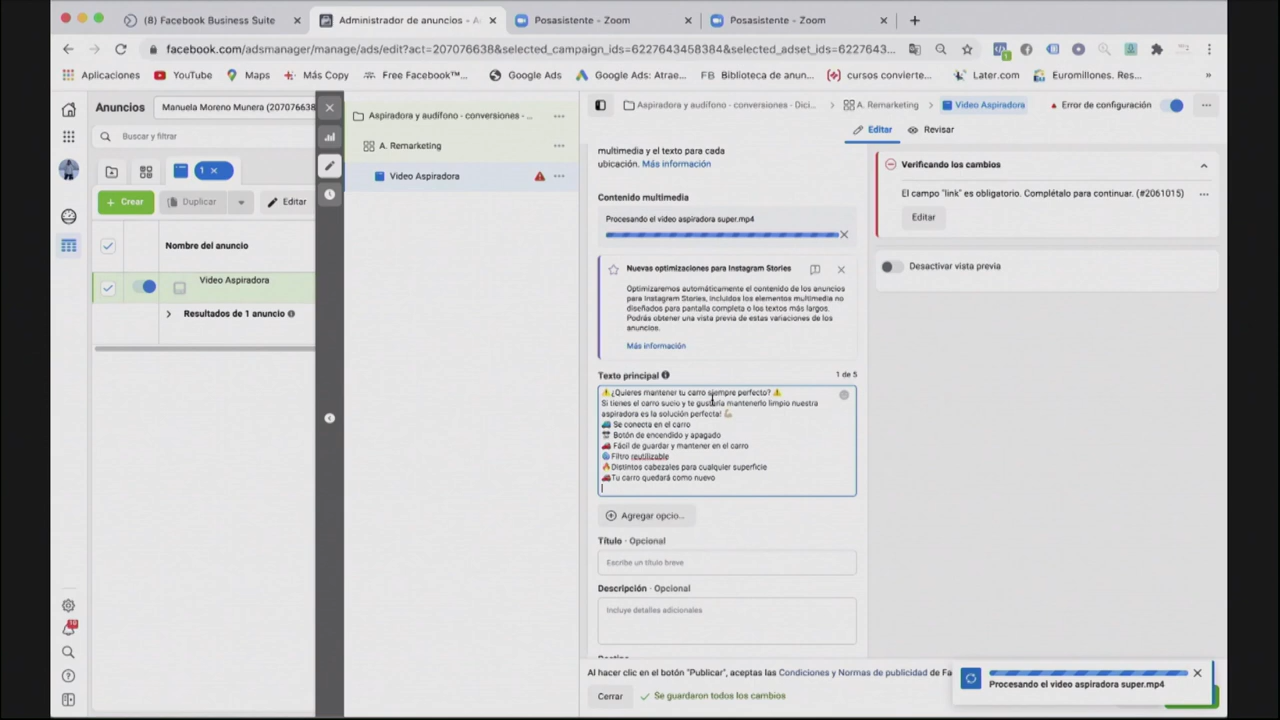 (8) Facebook Business Suite
Administrador de anuncios - A
Posasistente - Zoom
Posasistente - Zoom
facebook.com/adsmanager/manage/ads/edit?act=207076638&selected_campaign_ids=6227643458384&selected_adset_ids=6227643...
Aplicaciones
YouTube
Maps
Más Copy
Free Facebook™...
Google Ads
Google Ads: Atrae...
FB Biblioteca de anun...
cursos convierte...
Later.com
Euromillones. Res...
»
Anuncios
Manuela Moreno Munera (207076638
Buscar y filtrar
1 ×
+ Crear
Duplicar
Editar
Nombre del anuncio
Video Aspiradora
Resultados de 1 anuncio
Aspiradora y audífono - conversiones - ...
A. Remarketing
Video Aspiradora
Aspiradora y audífono - conversiones - Dici...
A. Remarketing
Video Aspiradora
Error de configuración
Editar
Revisar
multimedia y el texto para cada
ubicación. Más información
Contenido multimedia
Procesando el video aspiradora super.mp4
Nuevas optimizaciones para Instagram Stories
Optimizaremos automáticamente el contenido de los anuncios
para Instagram Stories, incluidos los elementos multimedia no
diseñados para pantalla completa o los textos más largos.
Podrás obtener una vista previa de estas variaciones de los
anuncios.
Más información
Texto principal
1 de 5
⚠️¿Quieres mantener tu carro siempre perfecto? ⚠️
Si tienes el carro sucio y te gustaría mantenerlo limpio nuestra
aspiradora es la solución perfecta! 💪
🚙 Se conecta en el carro
Botón de encendido y apagado
🚗 Fácil de guardar y mantener en el carro
🌀Filtro reutilizable
🔥Distintos cabezales para cualquier superficie
🚗Tu carro quedará como nuevo
Agregar opcio...
Título · Opcional
Escribe un título breve
Descripción · Opcional
Incluye detalles adicionales
Verificando los cambios
El campo "link" es obligatorio. Complétalo para continuar. (#2061015)
Editar
Desactivar vista previa
Al hacer clic en el botón "Publicar", aceptas las Condiciones y Normas de publicidad de Fa
Cerrar
Se guardaron todos los cambios
Procesando el video aspiradora super.mp4